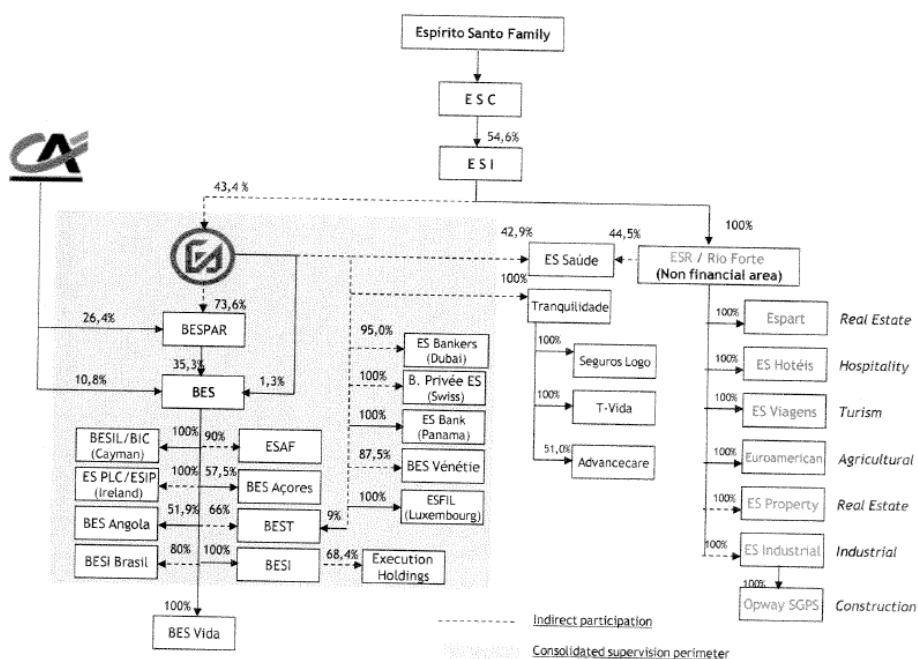 Espírito Santo Family
E S C
54,6%
E S I
CA
43,4 %
100%
42,9%
44,5%
ES Saúde
ESR / Rio Forte
(Non financial area)
100%
Tranquilidade
73,6%
26,4%
BESPAR
35,3%
10,8%
BES
1,3%
95,0%
ES Bankers
(Dubai)
100%
B. Privée ES
(Swiss)
100%
ES Bank
(Panama)
87,5%
BES Vénétie
100%
ESFIL
(Luxembourg)
100%
Seguros Logo
100%
T-Vida
51,0%
Advancecare
100%
Espart
Real Estate
100%
ES Hotéis
Hospitality
100%
ES Viagens
Turism
100%
Euroamerican
Agricultural
100%
ES Property
Real Estate
100%
ES Industrial
Industrial
100%
Opway SGPS
Construction
BESIL/BIC
(Cayman)
100%
90%
ESAF
ES PLC/ESIP
(Ireland)
100%
57,5%
BES Açores
BES Angola
51,9%
66%
BEST
9%
BESI Brasil
80%
100%
BESI
68,4%
Execution
Holdings
100%
BES Vida
Indirect participation
Consolidated supervision perimeter